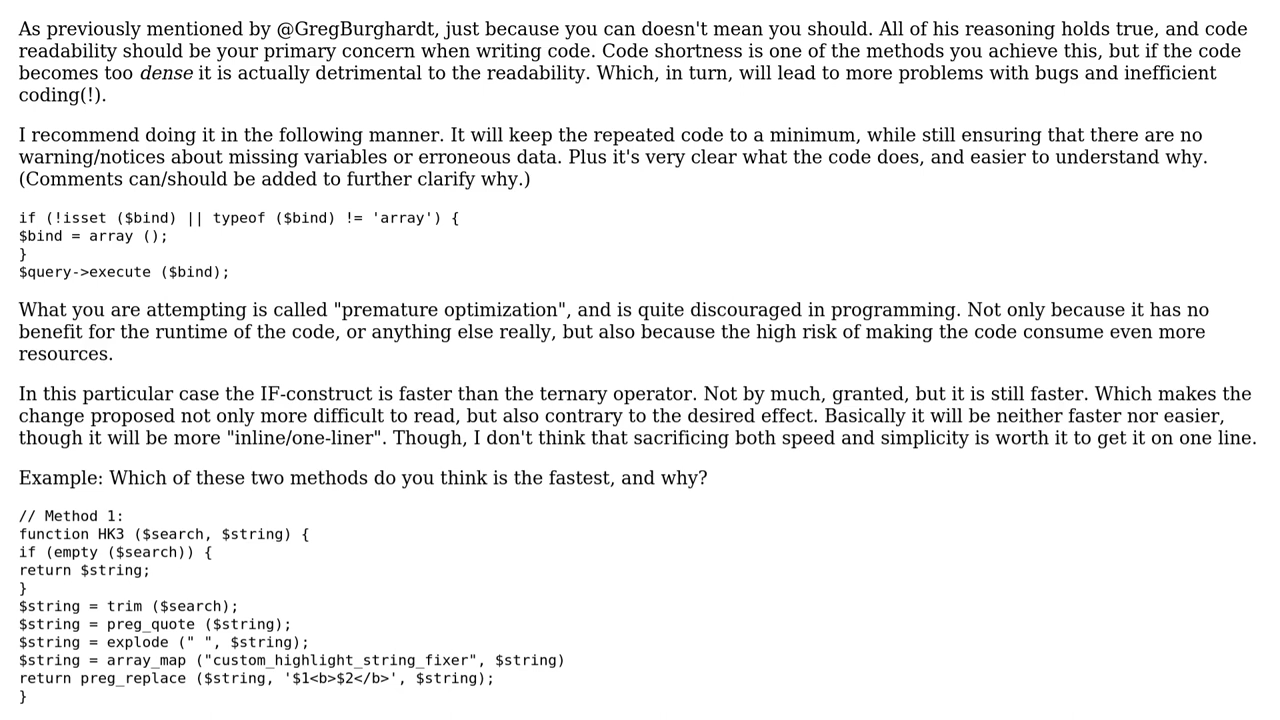 As previously mentioned by @GregBurghardt, just because you can doesn't mean you should. All of his reasoning holds true, and code
readability should be your primary concern when writing code. Code shortness is one of the methods you achieve this, but if the code
becomes too dense it is actually detrimental to the readability. Which, in turn, will lead to more problems with bugs and inefficient
coding(!).
I recommend doing it in the following manner. It will keep the repeated code to a minimum, while still ensuring that there are no
warning/notices about missing variables or erroneous data. Plus it's very clear what the code does, and easier to understand why.
(Comments can/should be added to further clarify why.)
if (!isset ($bind) || typeof ($bind) != 'array') {
$bind = array ();
}
$query->execute ($bind);
What you are attempting is called "premature optimization", and is quite discouraged in programming. Not only because it has no
benefit for the runtime of the code, or anything else really, but also because the high risk of making the code consume even more
resources.
In this particular case the IF-construct is faster than the ternary operator. Not by much, granted, but it is still faster. Which makes the
change proposed not only more difficult to read, but also contrary to the desired effect. Basically it will be neither faster nor easier,
though it will be more "inline/one-liner". Though, I don't think that sacrificing both speed and simplicity is worth it to get it on one line.
Example: Which of these two methods do you think is the fastest, and why?
// Method 1:
function HK3 ($search, $string) {
if (empty ($search)) {
return $string;
}
$string = trim ($search);
$string = preg_quote ($string);
$string = explode (" ", $string);
$string = array_map ("custom_highlight_string_fixer", $string)
return preg_replace ($string, '$1<b>$2</b>', $string);
}